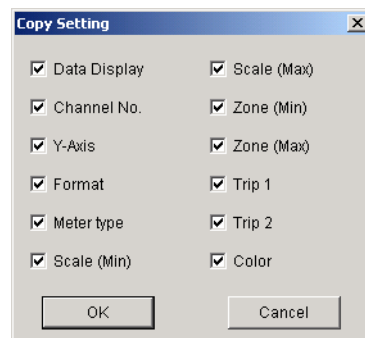 Copy Setting
Data Display
Scale (Max)
Channel No.
Zone (Min)
Y-Axis
Zone (Max)
Format
Trip 1
Meter type
Trip 2
Scale (Min)
Color
OK
Cancel